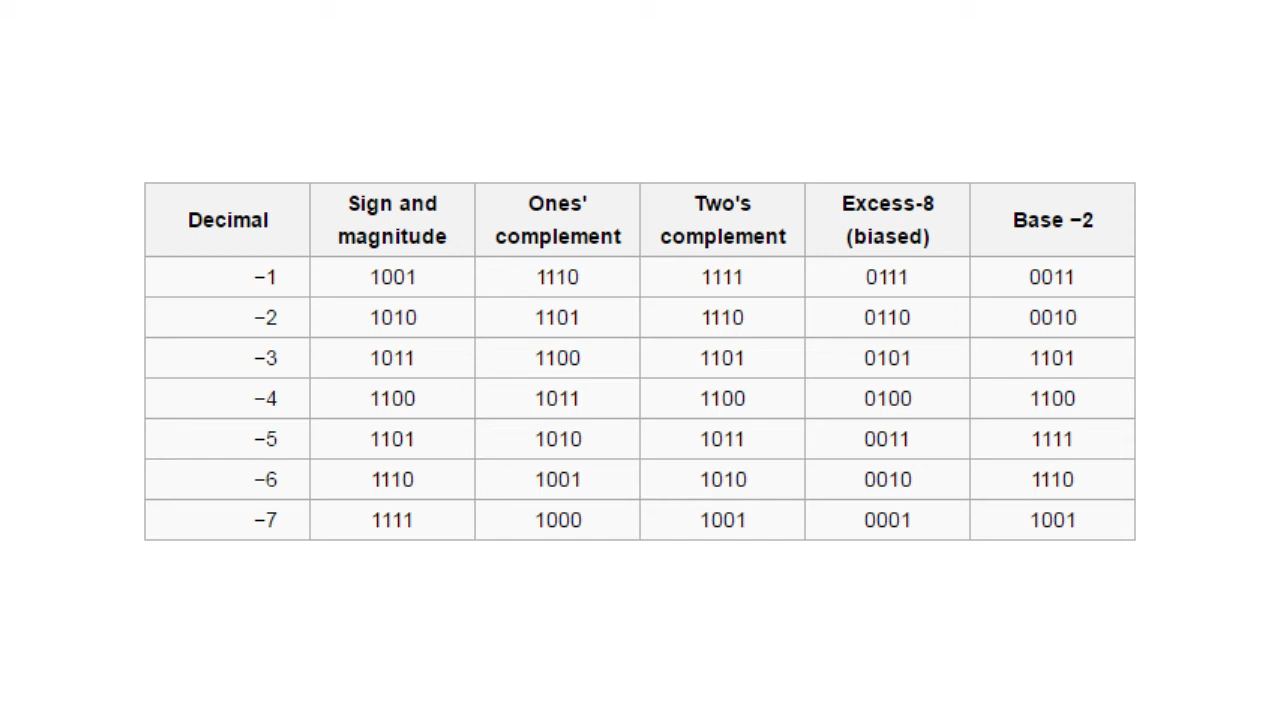 Decimal Sign and magnitude Ones' complement Two's complement Excess-8 (biased) Base −2
−1 1001 1110 1111 0111 0011
−2 1010 1101 1110 0110 0010
−3 1011 1100 1101 0101 1101
−4 1100 1011 1100 0100 1100
−5 1101 1010 1011 0011 1111
−6 1110 1001 1010 0010 1110
−7 1111 1000 1001 0001 1001